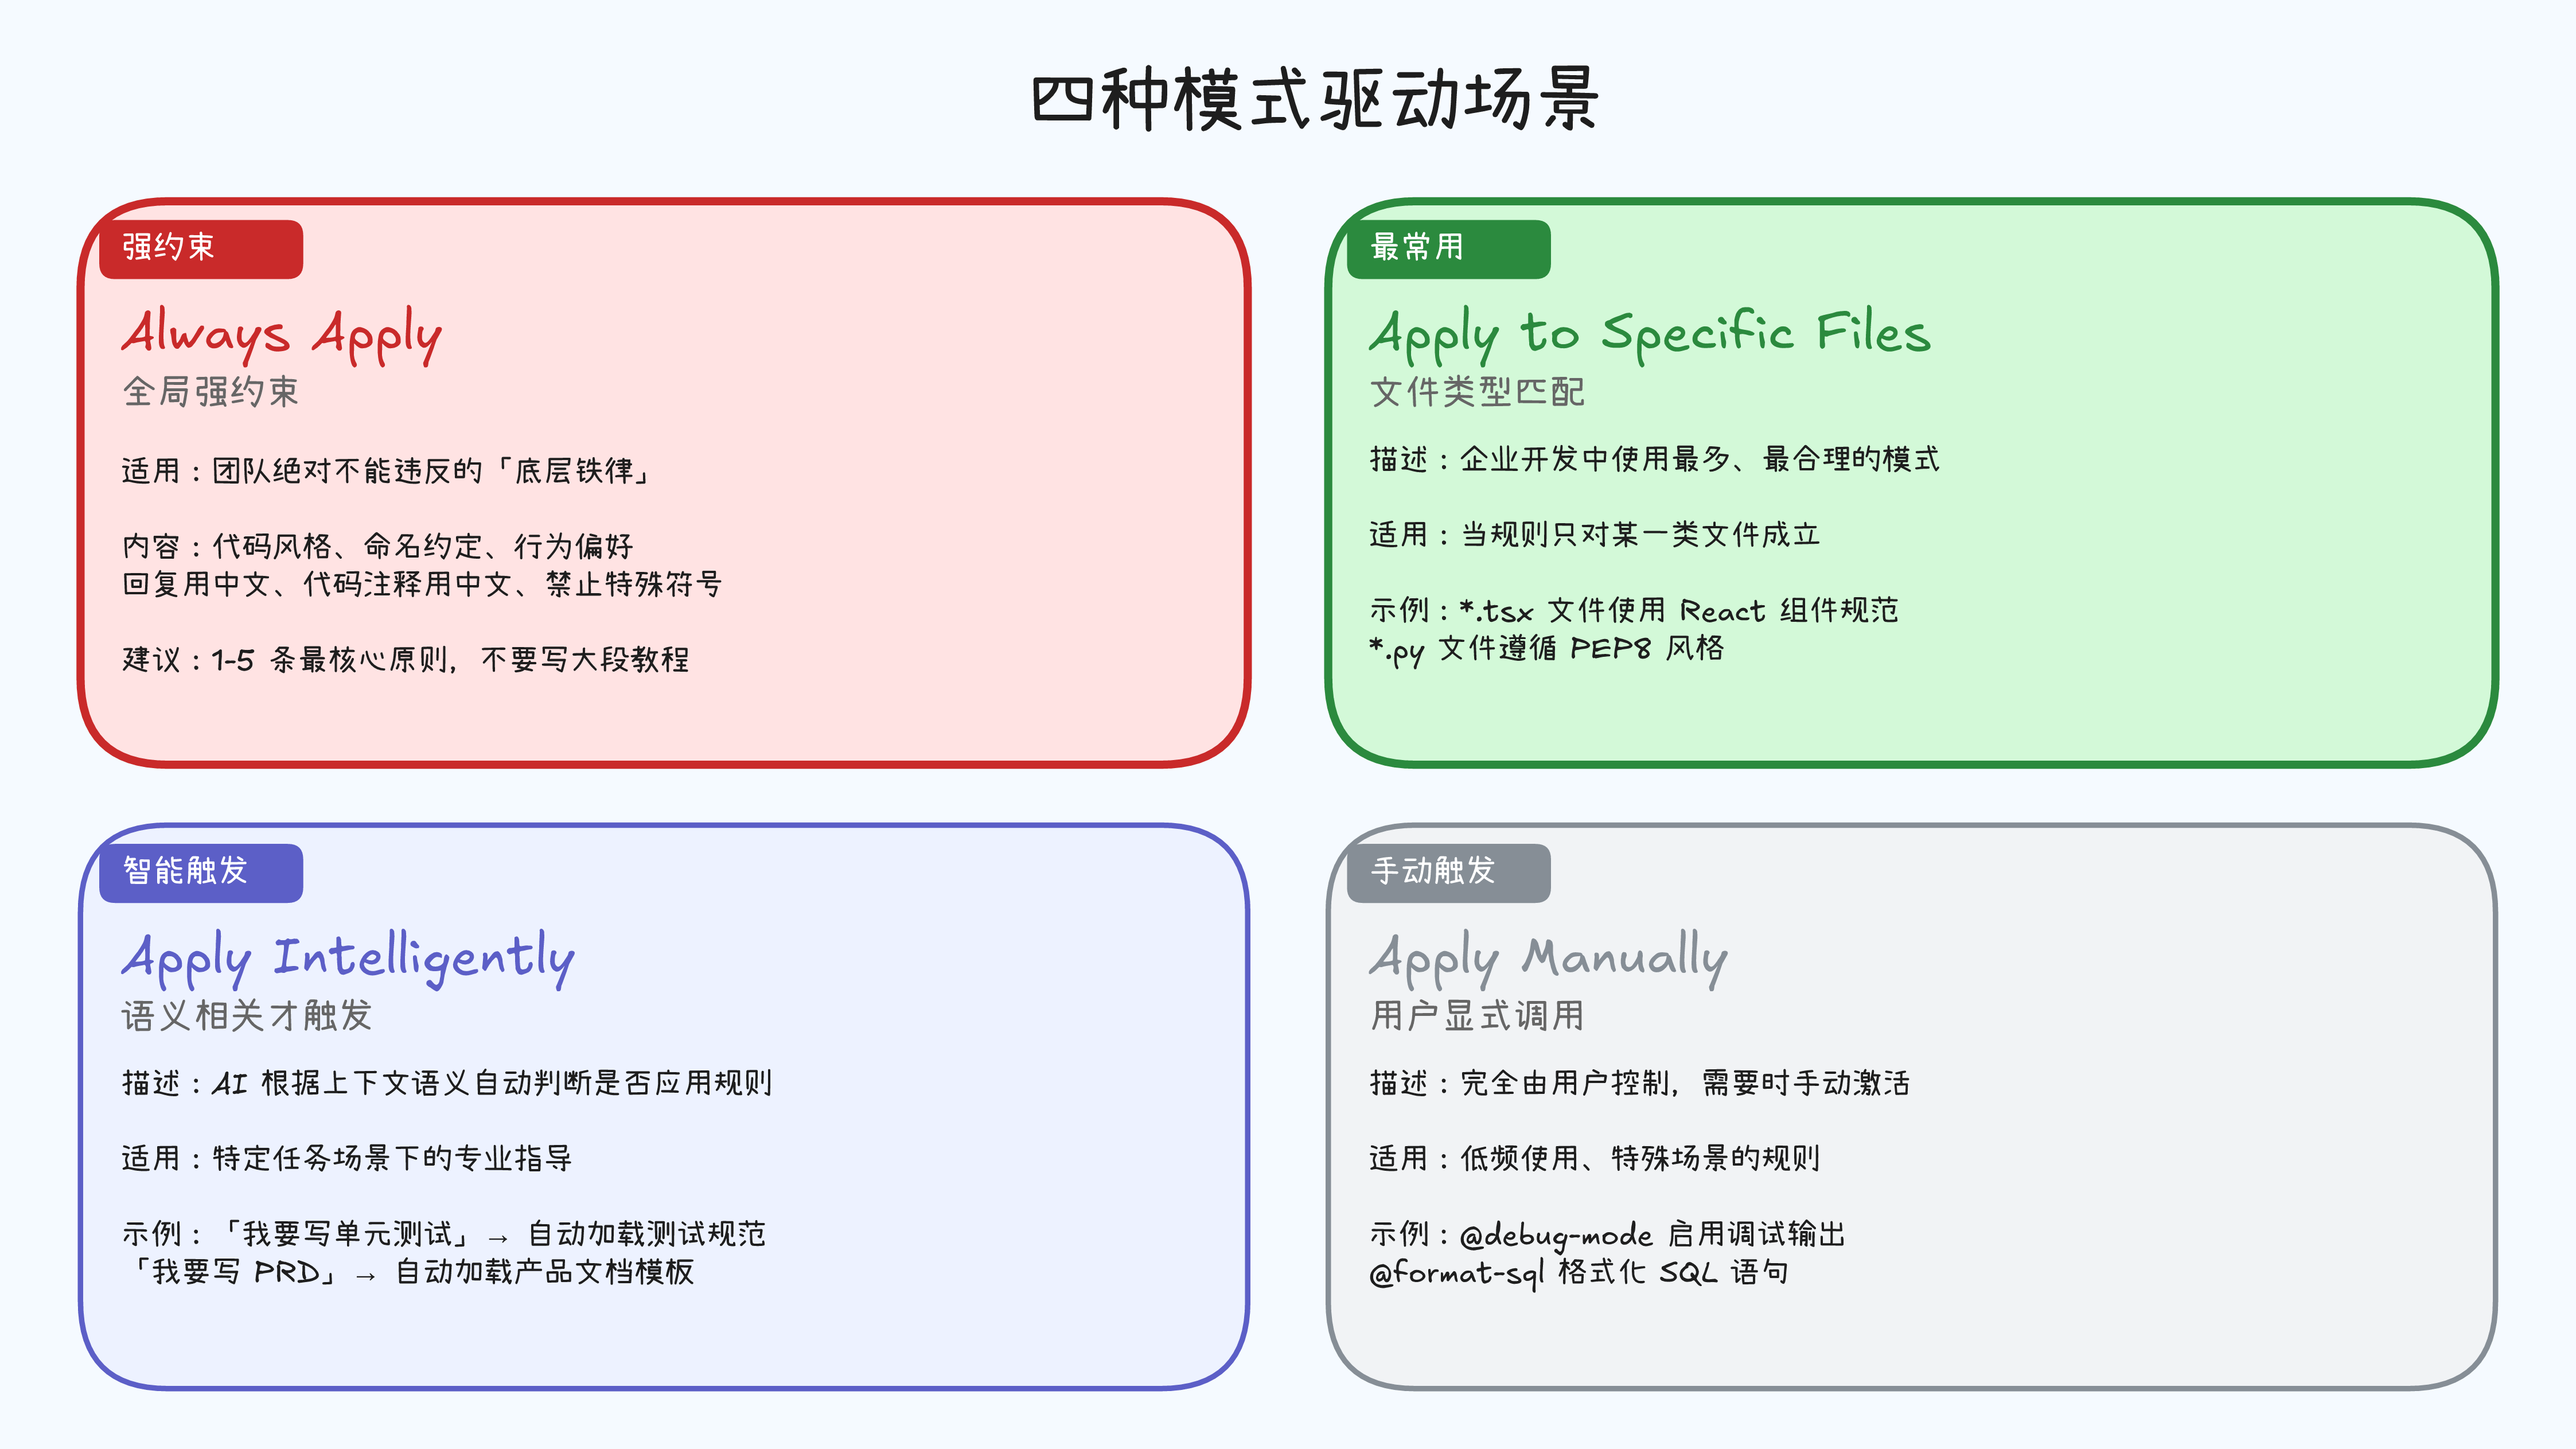 四种模式驱动场景
强约束
Always Apply
全局强约束
适用：团队绝对不能违反的「底层铁律」
内容：代码风格、命名约定、行为偏好
回复用中文、代码注释用中文、禁止特殊符号
建议：1-5 条最核心原则，不要写大段教程
最常用
Apply to Specific Files
文件类型匹配
描述：企业开发中使用最多、最合理的模式
适用：当规则只对某一类文件成立
示例：*.tsx 文件使用 React 组件规范
*.py 文件遵循 PEP8 风格
智能触发
Apply Intelligently
语义相关才触发
描述：AI 根据上下文语义自动判断是否应用规则
适用：特定任务场景下的专业指导
示例：「我要写单元测试」→ 自动加载测试规范
「我要写 PRD」→ 自动加载产品文档模板
手动触发
Apply Manually
用户显式调用
描述：完全由用户控制，需要时手动激活
适用：低频使用、特殊场景的规则
示例：@debug-mode 启用调试输出
@format-sql 格式化 SQL 语句